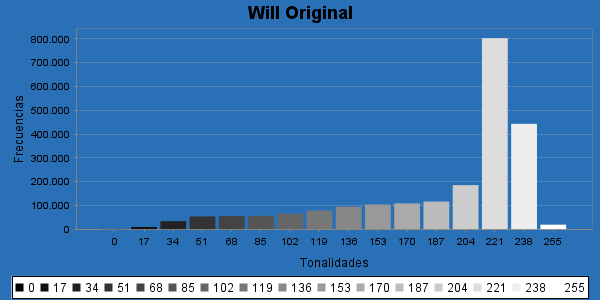 Will Original
Frecuencias
800.000
700.000
600.000
500.000
400.000
300.000
200.000
100.000
0
0 17 34 51 68 85 102 119 136 153 170 187 204 221 238 255
Tonalidades
0 17 34 51 68 85 102 119 136 153 170 187 204 221 238 255